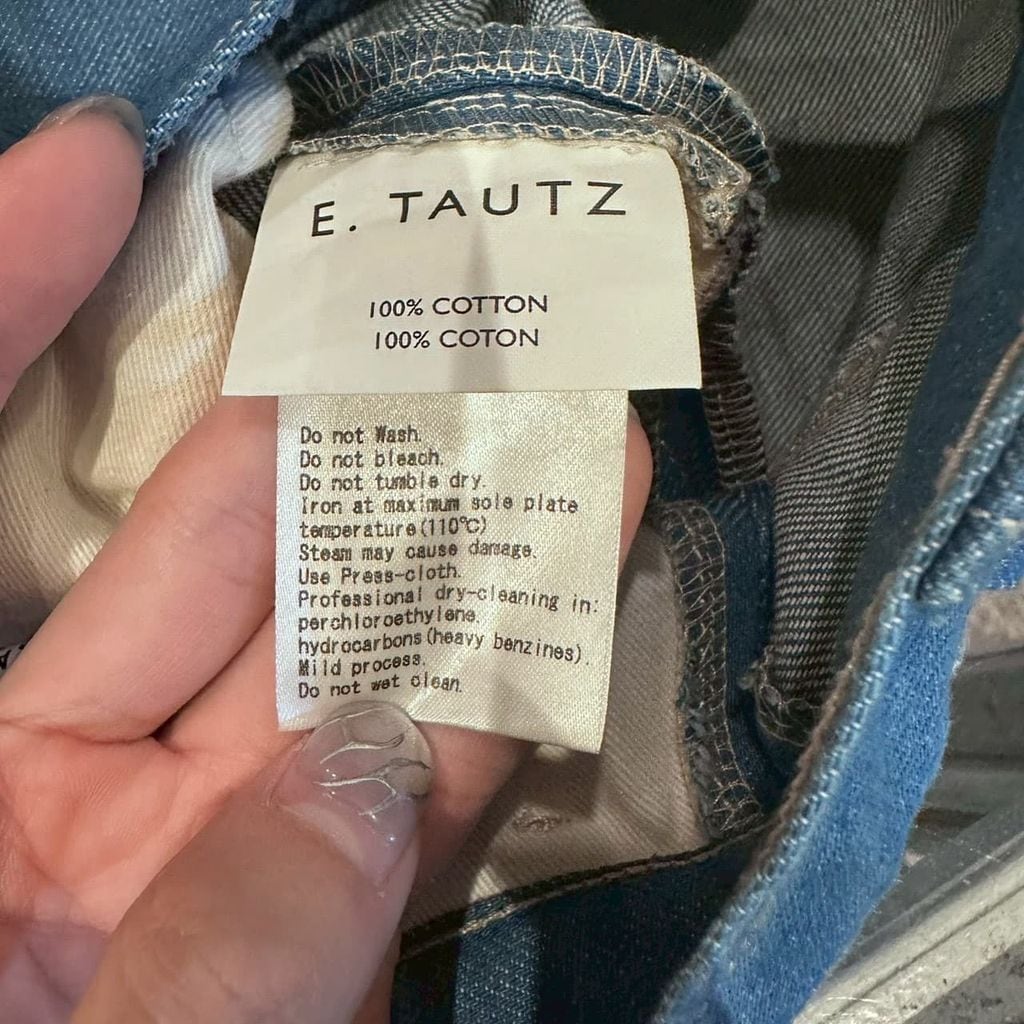 E. TAUTZ
100% COTTON
100% COTON
Do not Wash.
Do not bleach.
Do not tumble dry.
Iron at maximum sole plate
temperature(110℃)
Steam may cause damage.
Use Press-cloth.
Professional dry-cleaning in:
perchloroethylene,
hydrocarbons(heavy benzines).
Mild process.
Do not wet clean.